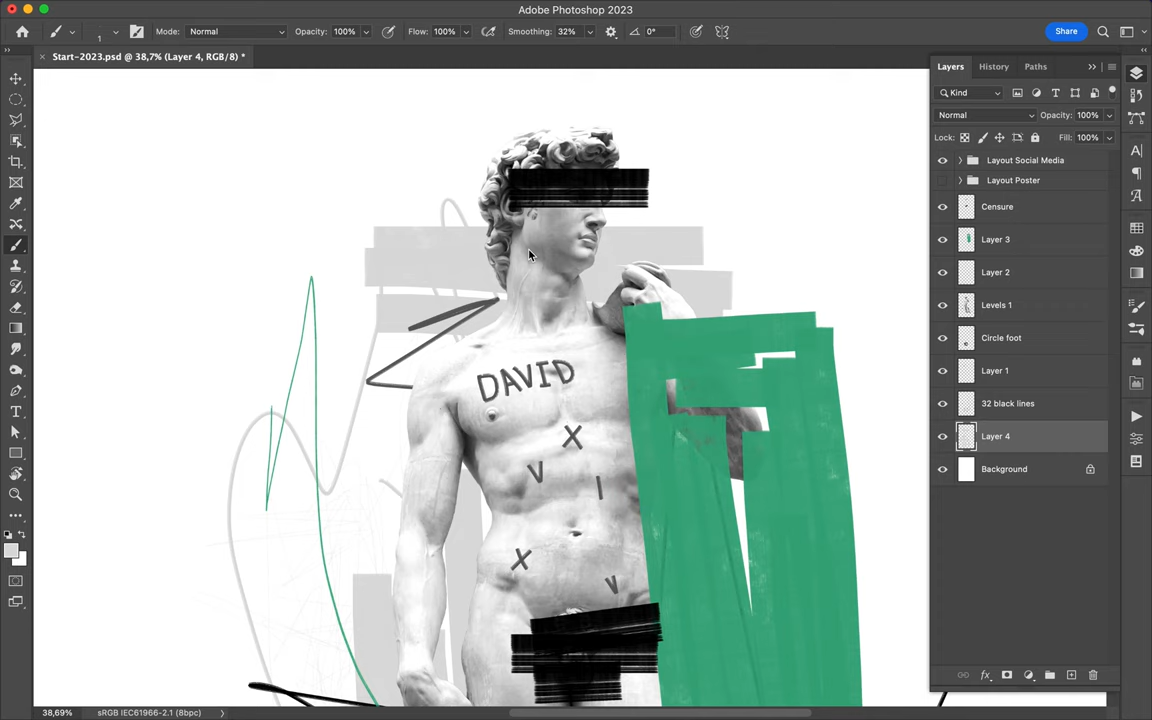 Adobe Photoshop 2023
1 Mode: Normal Opacity: 100% Flow: 100% Smoothing: 32% 0° Share
Start-2023.psd @ 38,7% (Layer 4, RGB/8) *
Layers History Paths
Kind
Normal Opacity: 100%
Lock: Fill: 100%
Layout Social Media
Layout Poster
Censure
Layer 3
Layer 2
Levels 1
Circle foot
Layer 1
32 black lines
Layer 4
Background
DAVID
X
V I
X
V
38,69% sRGB IEC61966-2.1 (8bpc)